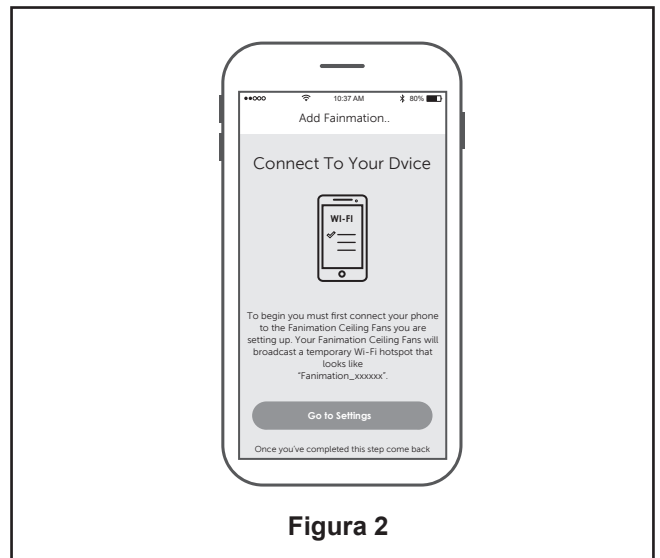 10:37 AM
80%
Add Fainmation..
Connect To Your Dvice
WI-FI
To begin you must first connect your phone
to the Fanimation Ceiling Fans you are
setting up. Your Fanimation Ceiling Fans will
broadcast a temporary Wi-Fi hotspot that
looks like
“Fanimation_xxxxxx”.
Go to Settings
Once you’ve completed this step come back
Figura 2